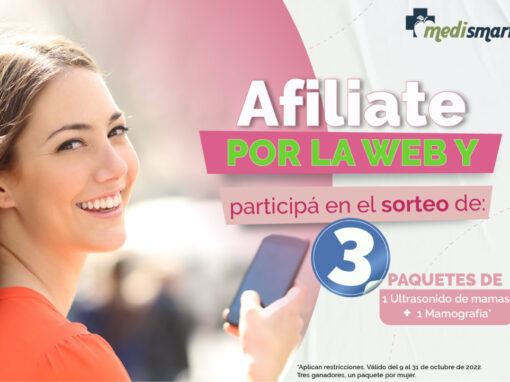 medismart
Afiliate
POR LA WEB Y
participá en el sorteo de:
3
PAQUETES DE
1 Ultrasonido de mamas
+ 1 Mamografia*
*Aplican restricciones. Válido del 9 al 31 de octubre de 2022.
Tres ganadores, un paquete por mujer.